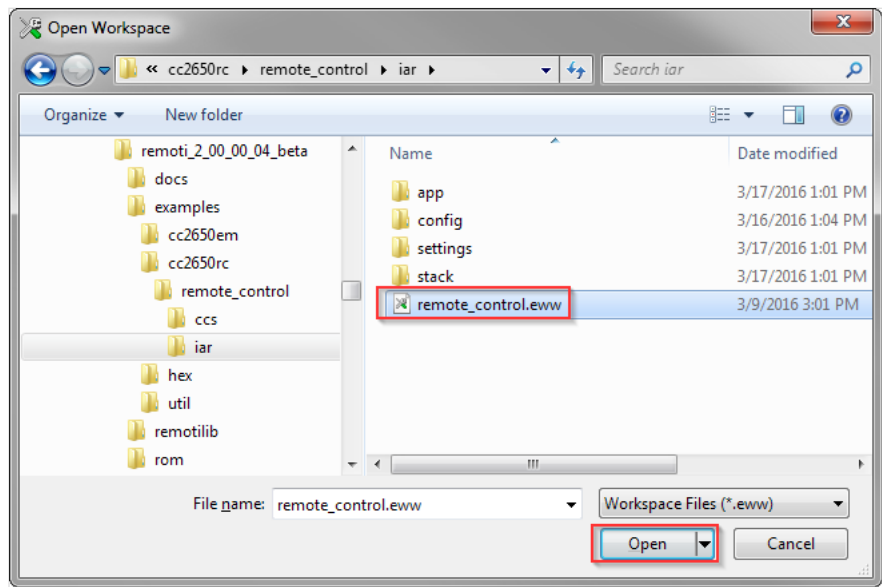 Open Workspace
« cc2650rc remote_control iar Search iar
Organize New folder
remoti_2_00_00_04_beta
docs
examples
cc2650em
cc2650rc
remote_control
ccs
iar
hex
util
remotilib
rom
Name Date modified
app 3/17/2016 1:01 PM
config 3/16/2016 1:04 PM
settings 3/17/2016 1:01 PM
stack 3/17/2016 1:01 PM
remote_control.eww 3/9/2016 3:01 PM
File name: remote_control.eww Workspace Files (*.eww)
Open Cancel